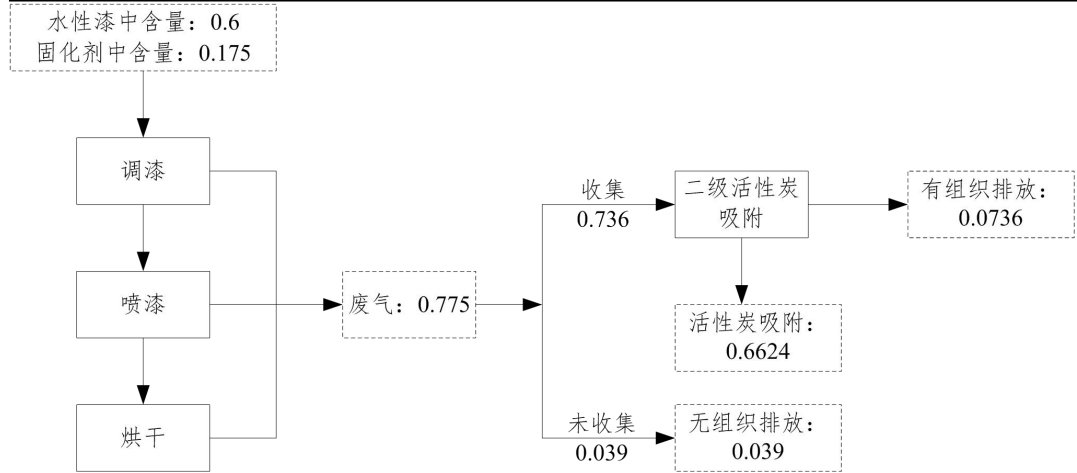 水性漆中含量：0.6
固化剂中含量：0.175
调漆
喷漆
烘干
废气：0.775
收集
0.736
二级活性炭
吸附
有组织排放：
0.0736
活性炭吸附：
0.6624
未收集
0.039
无组织排放：
0.039